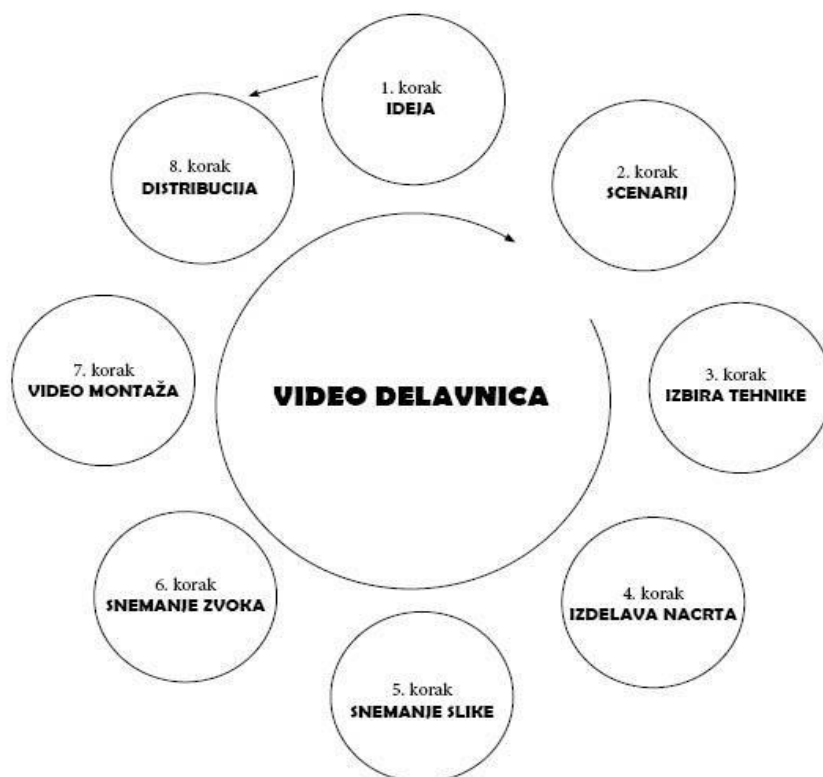 1. korak
IDEJA
2. korak
SCENARIJ
3. korak
IZBIRA TEHNIKE
4. korak
IZDELAVA NACRTA
5. korak
SNEMANJE SLIKE
6. korak
SNEMANJE ZVOKA
7. korak
VIDEO MONTAŽA
8. korak
DISTRIBUCIJA
VIDEO DELAVNICA